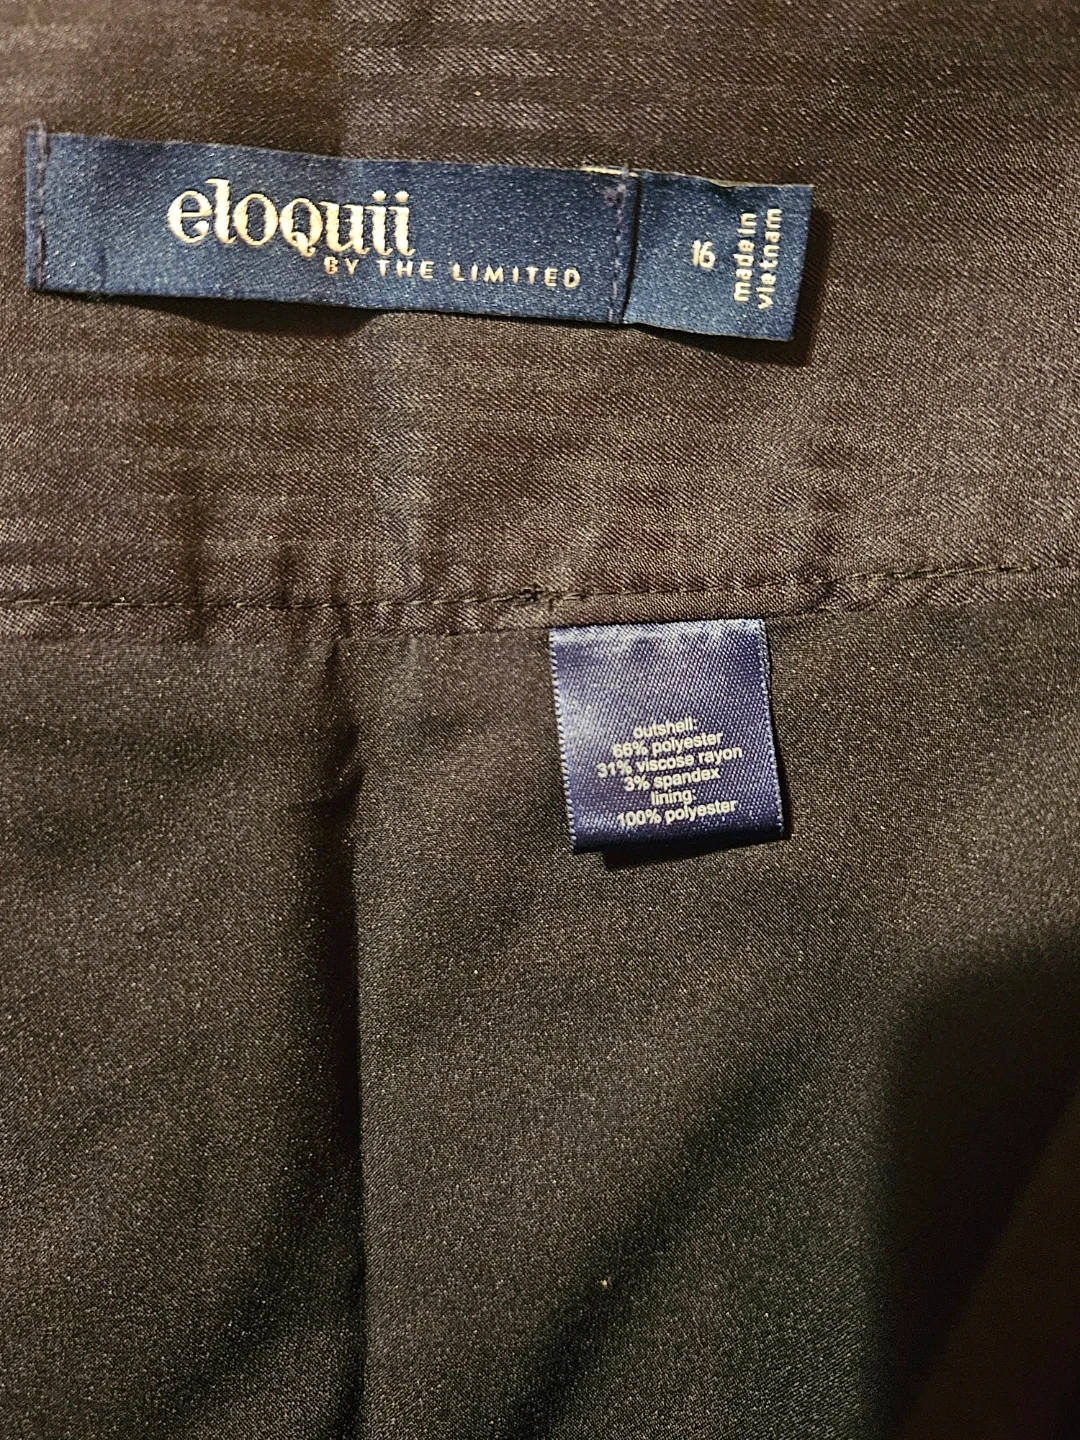 eloquii
BY THE LIMITED
16
made in
vietnam
outshell:
66% polyester
31% viscose rayon
3% spandex
lining:
100% polyester